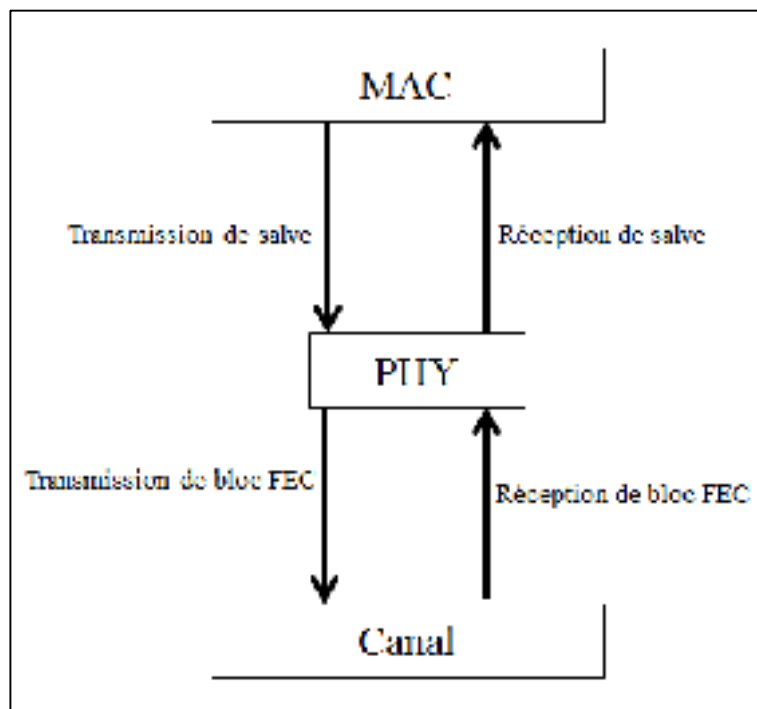 MAC
Transmission de salve
Réception de salve
PHY
Transmission de bloc FEC
Réception de bloc FEC
Canal